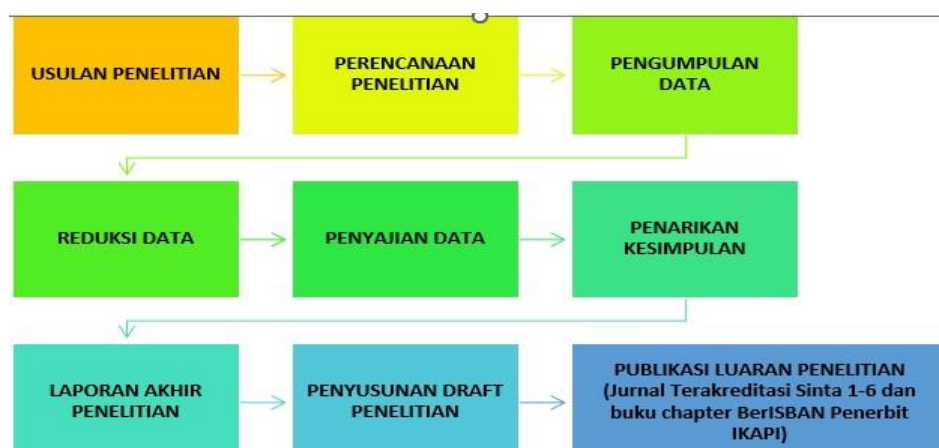 USULAN PENELITIAN
PERENCANAAN
PENELITIAN
PENGUMPULAN
DATA
REDUKSI DATA
PENYAJIAN DATA
PENARIKAN
KESIMPULAN
LAPORAN AKHIR
PENELITIAN
PENYUSUNAN DRAFT
PENELITIAN
PUBLIKASI LUARAN PENELITIAN
(Jurnal Terakreditasi Sinta 1-6 dan
buku chapter BerISBAN Penerbit
IKAPI)